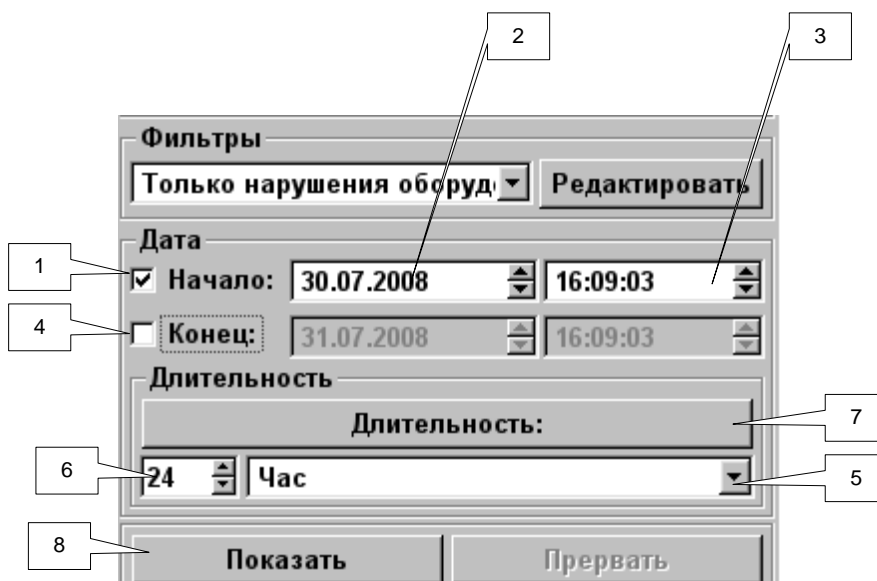 2 3
Фильтры
Только нарушения оборуд Редактировать
Дата
1 Начало: 30.07.2008 16:09:03
4 Конец: 31.07.2008 16:09:03
Длительность
Длительность: 7
6 24 Час 5
8 Показать Прервать